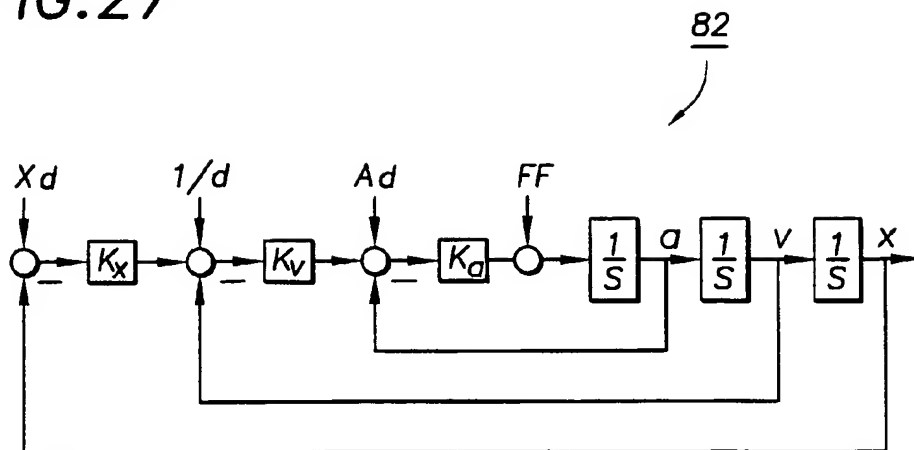 IG.27
82
Xd 1/d Ad FF
Kx Kv Ka 1/S a 1/S v 1/S x
− − −